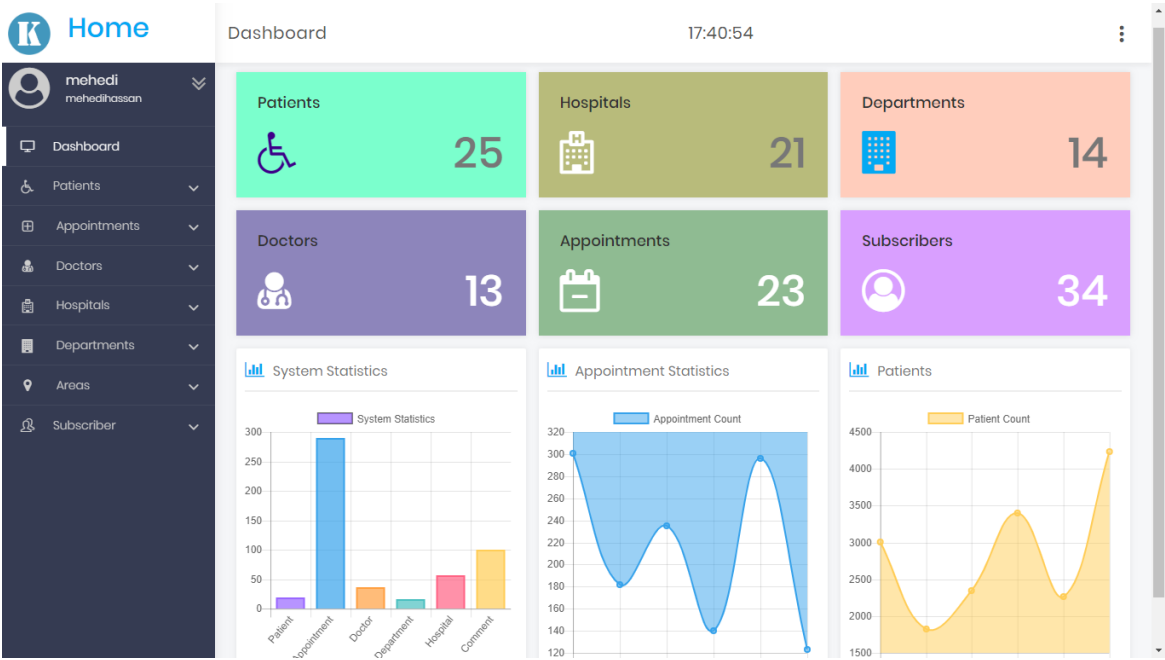 K Home
Dashboard
17:40:54
mehedi
mehedihassan
Dashboard
Patients
Appointments
Doctors
Hospitals
Departments
Areas
Subscriber
Patients
25
Hospitals
H
21
Departments
14
Doctors
13
Appointments
23
Subscribers
34
System Statistics
System Statistics
300
250
200
150
100
50
0
Patient
Appointment
Doctor
Department
Hospital
Comment
Appointment Statistics
Appointment Count
320
300
280
260
240
220
200
180
160
140
120
Patients
Patient Count
4500
4000
3500
3000
2500
2000
1500